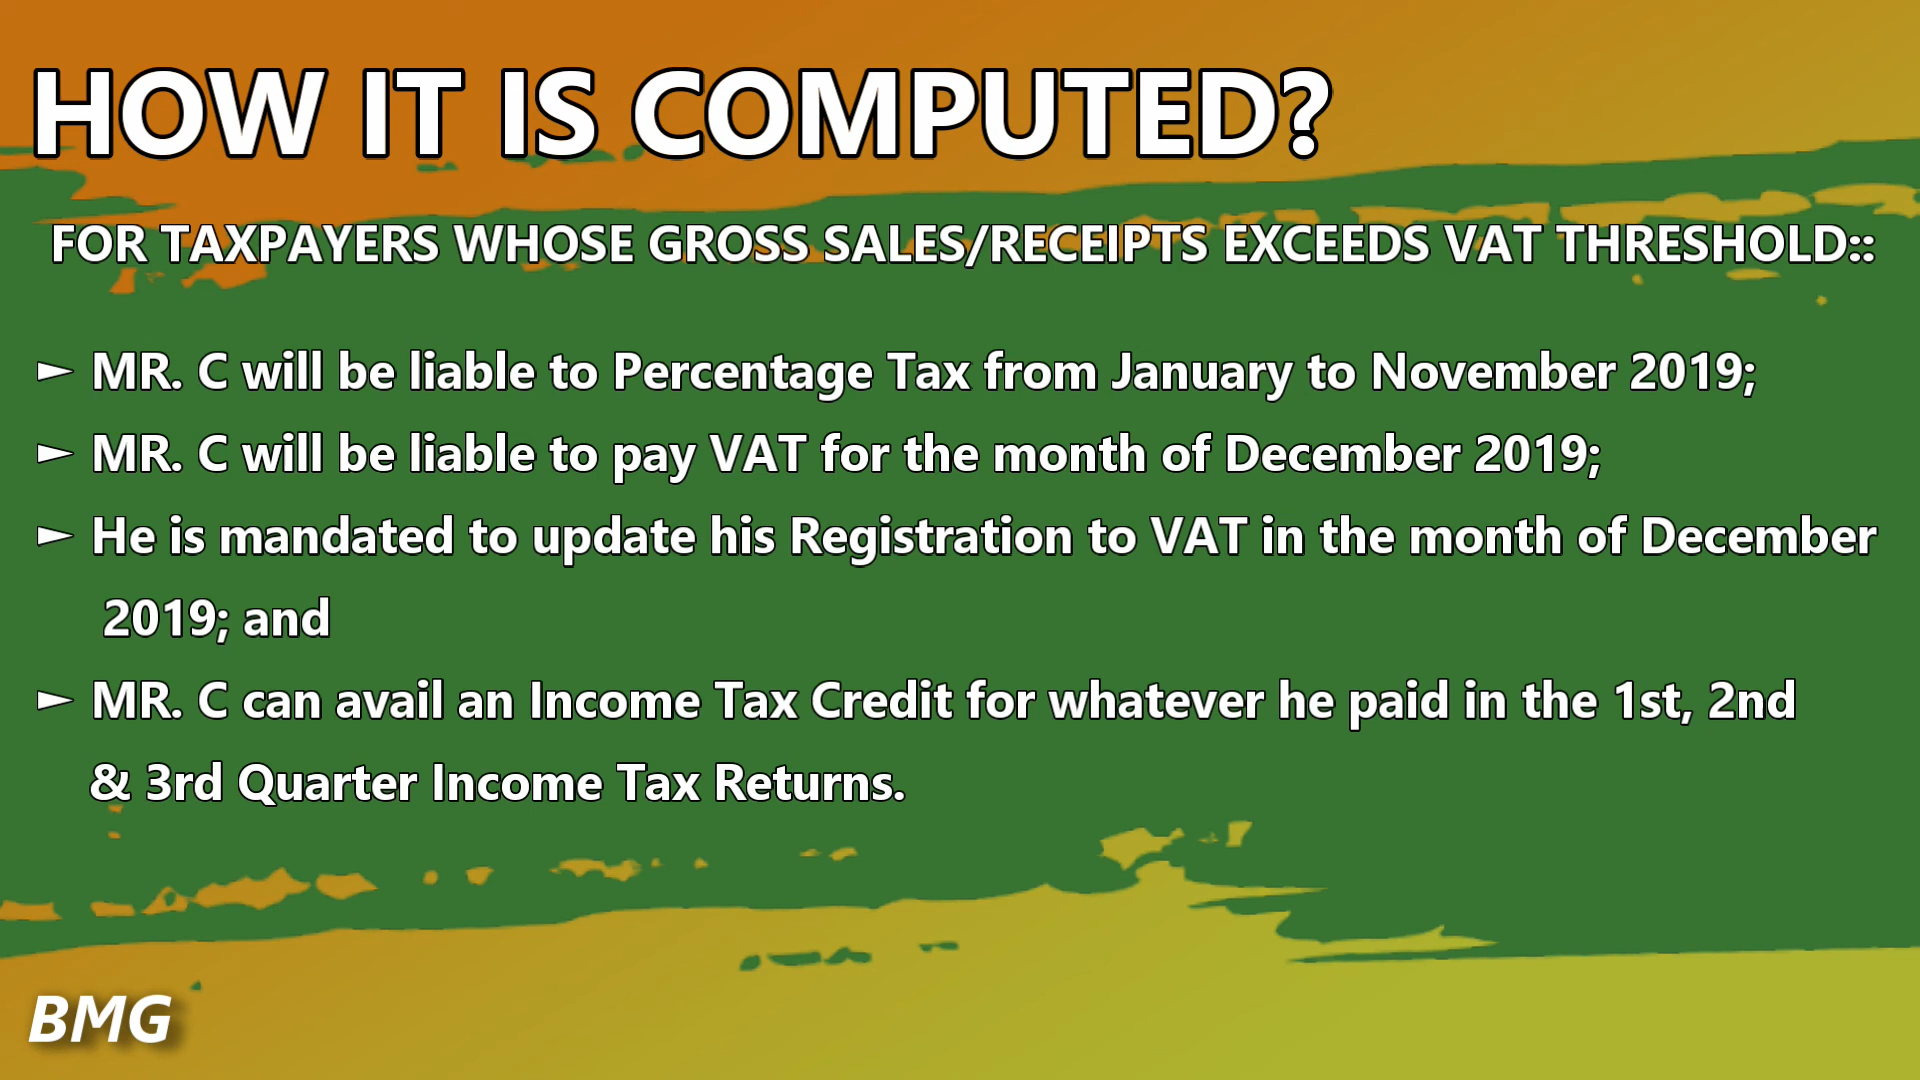 HOW IT IS COMPUTED?
FOR TAXPAYERS WHOSE GROSS SALES/RECEIPTS EXCEEDS VAT THRESHOLD::
► MR. C will be liable to Percentage Tax from January to November 2019;
► MR. C will be liable to pay VAT for the month of December 2019;
► He is mandated to update his Registration to VAT in the month of December
2019; and
► MR. C can avail an Income Tax Credit for whatever he paid in the 1st, 2nd
& 3rd Quarter Income Tax Returns.
BMG